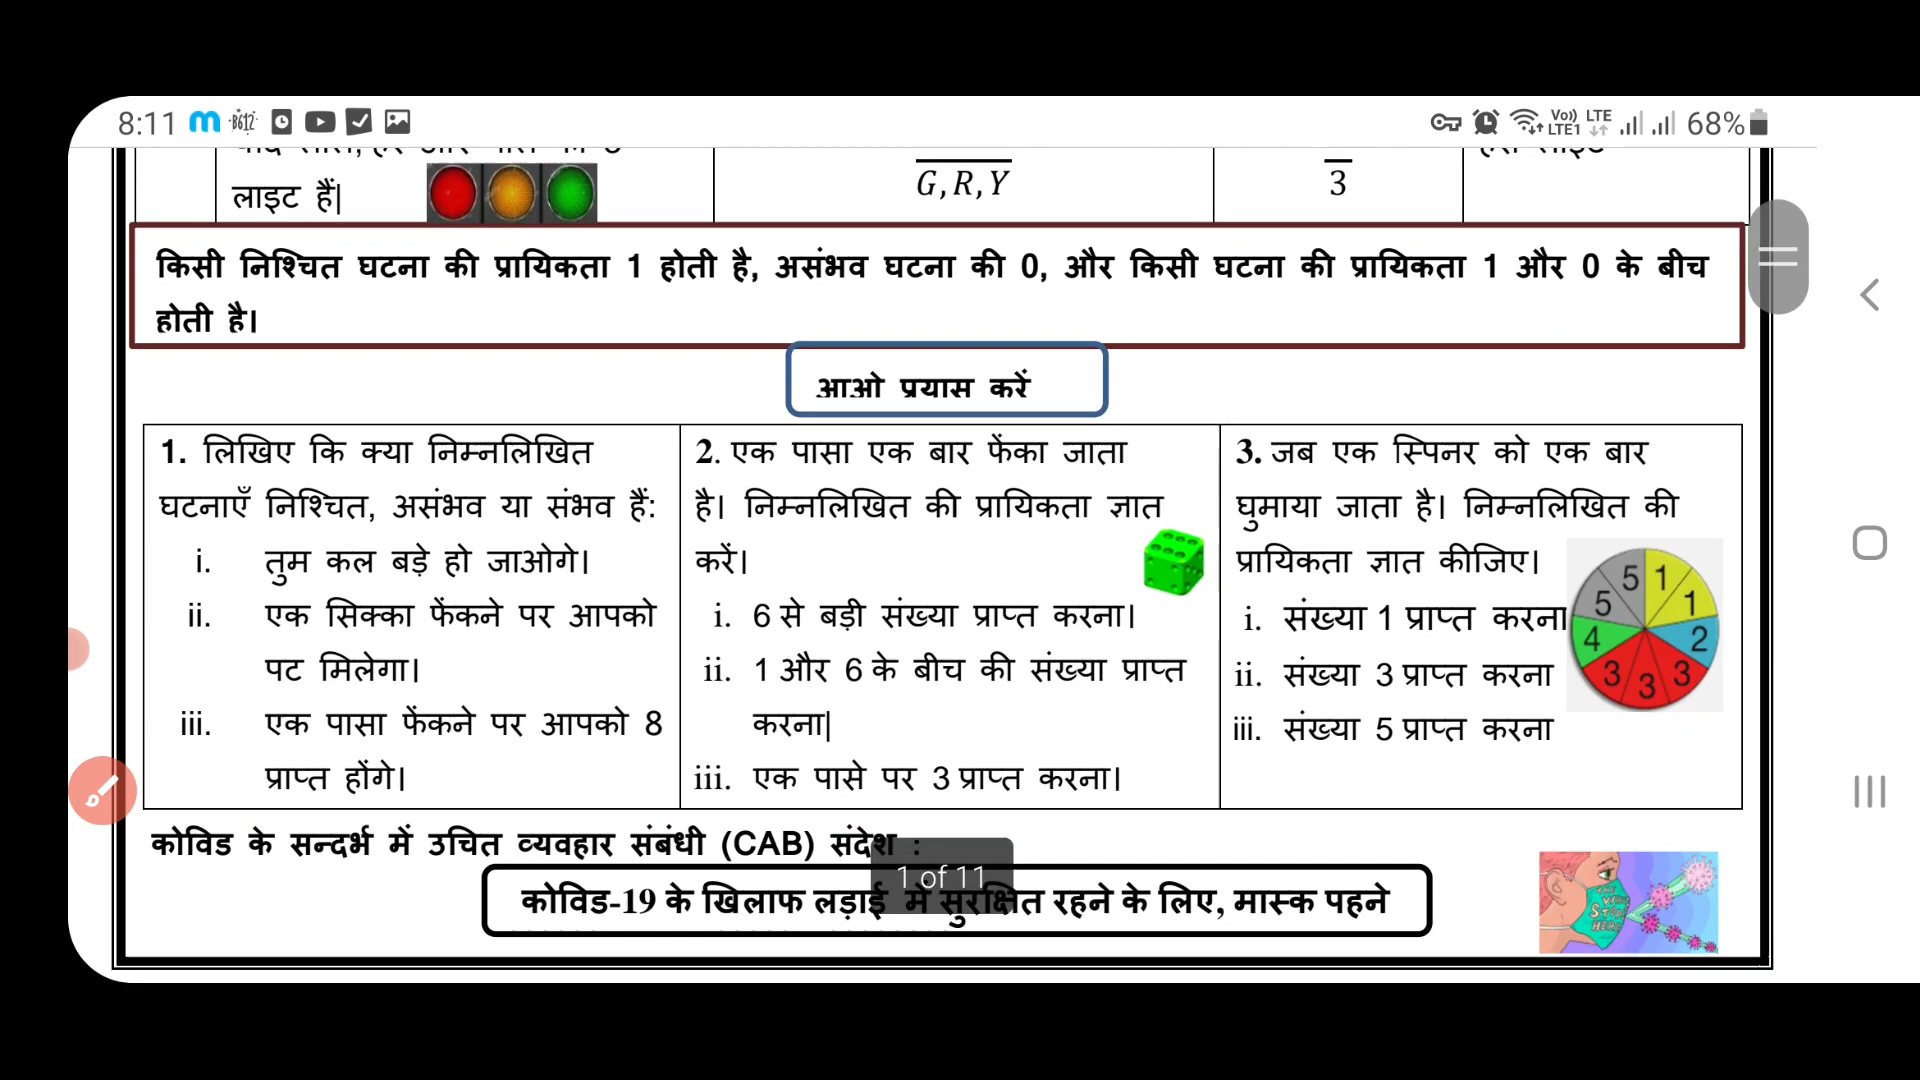 8:11 B612 Vo)) LTE1 LTE 68%
लाइट हैं|
G, R, Y
3
किसी निश्चित घटना की प्रायिकता 1 होती है, असंभव घटना की 0, और किसी घटना की प्रायिकता 1 और 0 के बीच
होती है।
आओ प्रयास करें
1. लिखिए कि क्या निम्नलिखित
घटनाएँ निश्चित, असंभव या संभव हैं:
i. तुम कल बड़े हो जाओगे।
ii. एक सिक्का फेंकने पर आपको
पट मिलेगा।
iii. एक पासा फेंकने पर आपको 8
प्राप्त होंगे।
2. एक पासा एक बार फेंका जाता
है। निम्नलिखित की प्रायिकता ज्ञात
करें।
i. 6 से बड़ी संख्या प्राप्त करना।
ii. 1 और 6 के बीच की संख्या प्राप्त
करना|
iii. एक पासे पर 3 प्राप्त करना।
3. जब एक स्पिनर को एक बार
घुमाया जाता है। निम्नलिखित की
प्रायिकता ज्ञात कीजिए।
i. संख्या 1 प्राप्त करना
ii. संख्या 3 प्राप्त करना
iii. संख्या 5 प्राप्त करना
5 1
5 1
4 2
3 3 3
कोविड के सन्दर्भ में उचित व्यवहार संबंधी (CAB) संदेश :
1 of 11
कोविड-19 के खिलाफ लड़ाई में सुरक्षित रहने के लिए, मास्क पहने